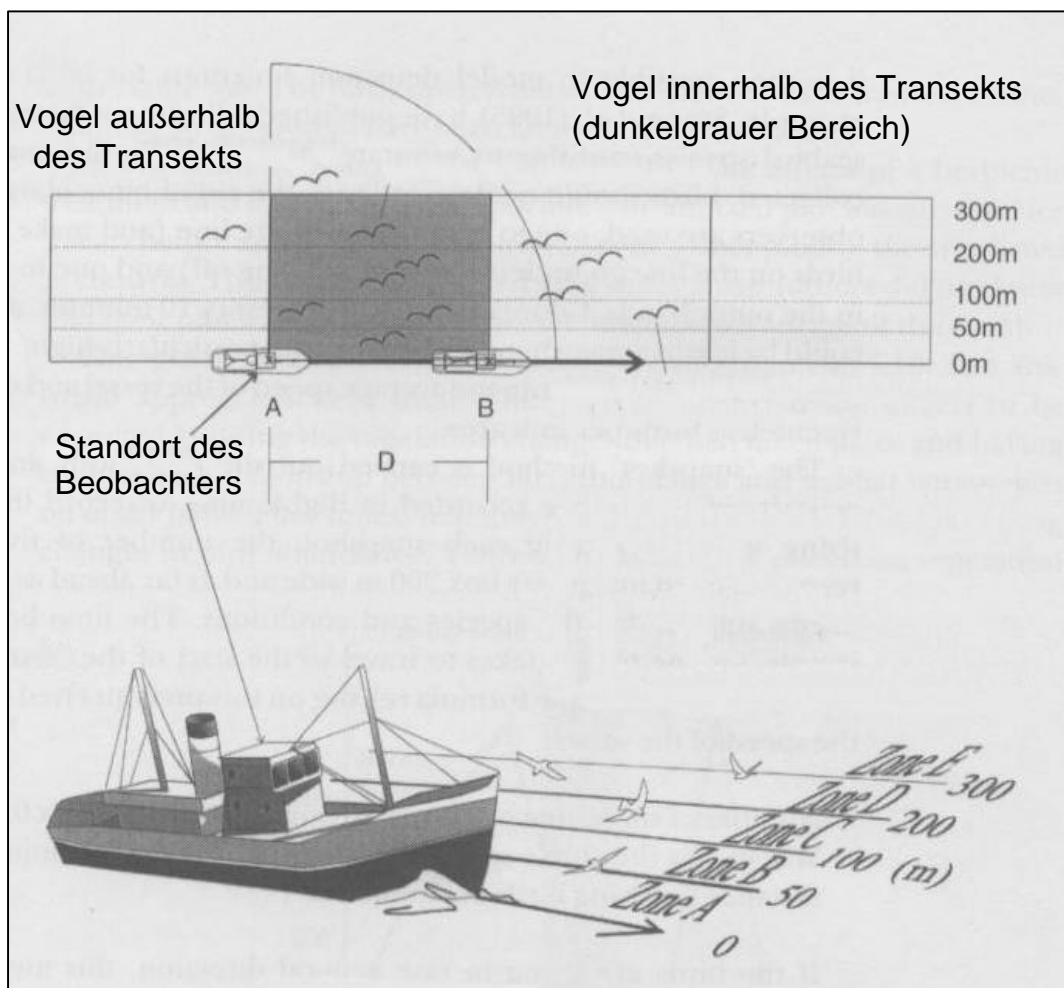 Vogel außerhalb
des Transekts
Vogel innerhalb des Transekts
(dunkelgrauer Bereich)
300m
200m
100m
50m
0m
A
B
Standort des
Beobachters
D
Zone E
300
Zone D
200
Zone C
100 (m)
Zone B
50
Zone A
0